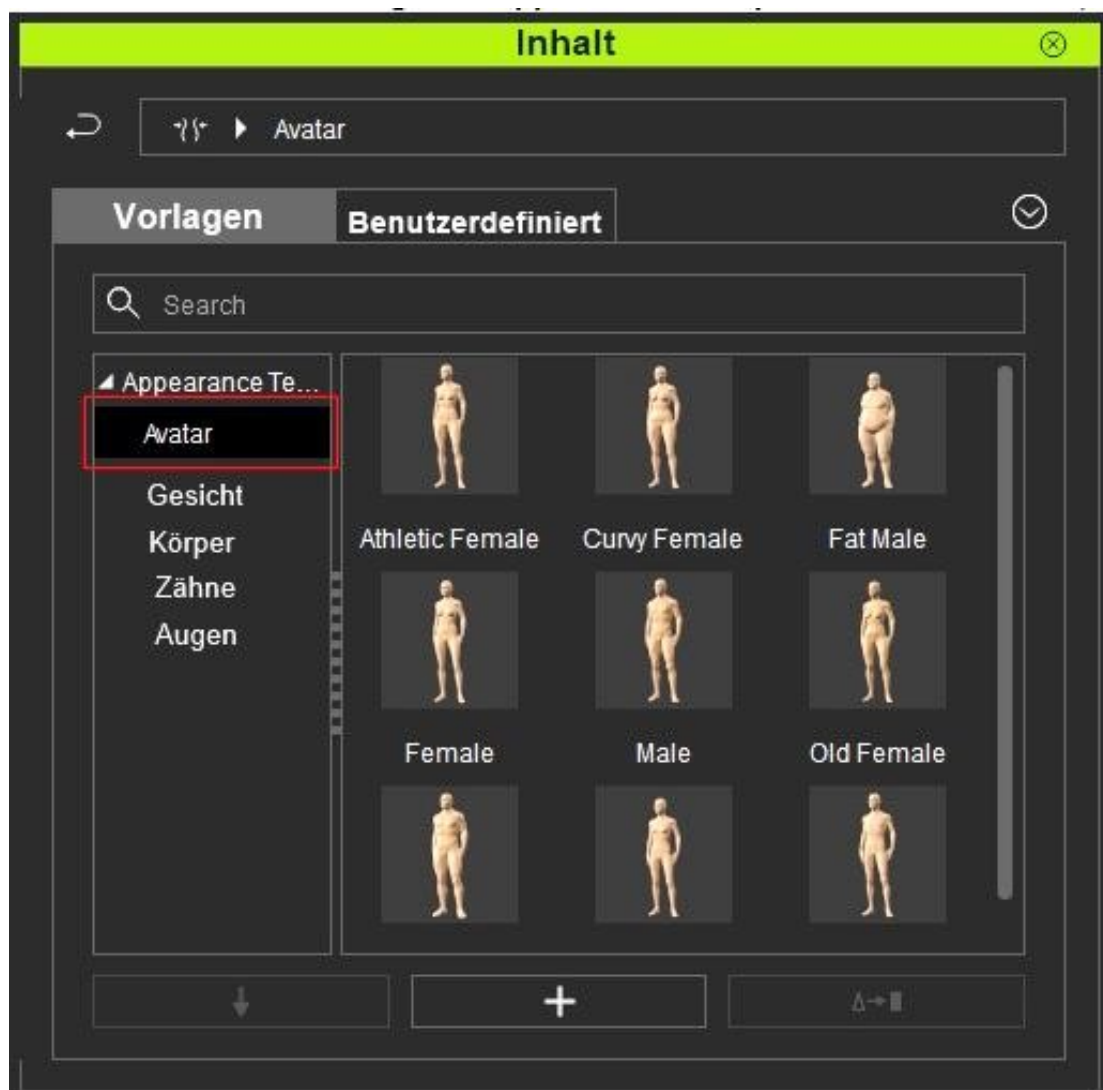 Inhalt
Avatar
Vorlagen
Benutzerdefiniert
Search
Appearance Te...
Avatar
Gesicht
Körper
Zähne
Augen
Athletic Female Curvy Female Fat Male
Female Male Old Female